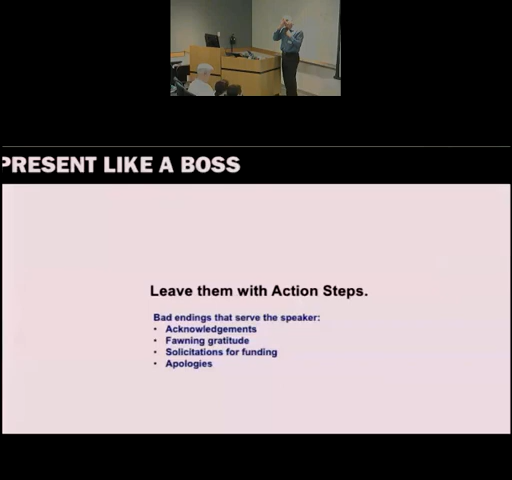 PRESENT LIKE A BOSS
Leave them with Action Steps.
Bad endings that serve the speaker:
• Acknowledgements
• Fawning gratitude
• Solicitations for funding
• Apologies